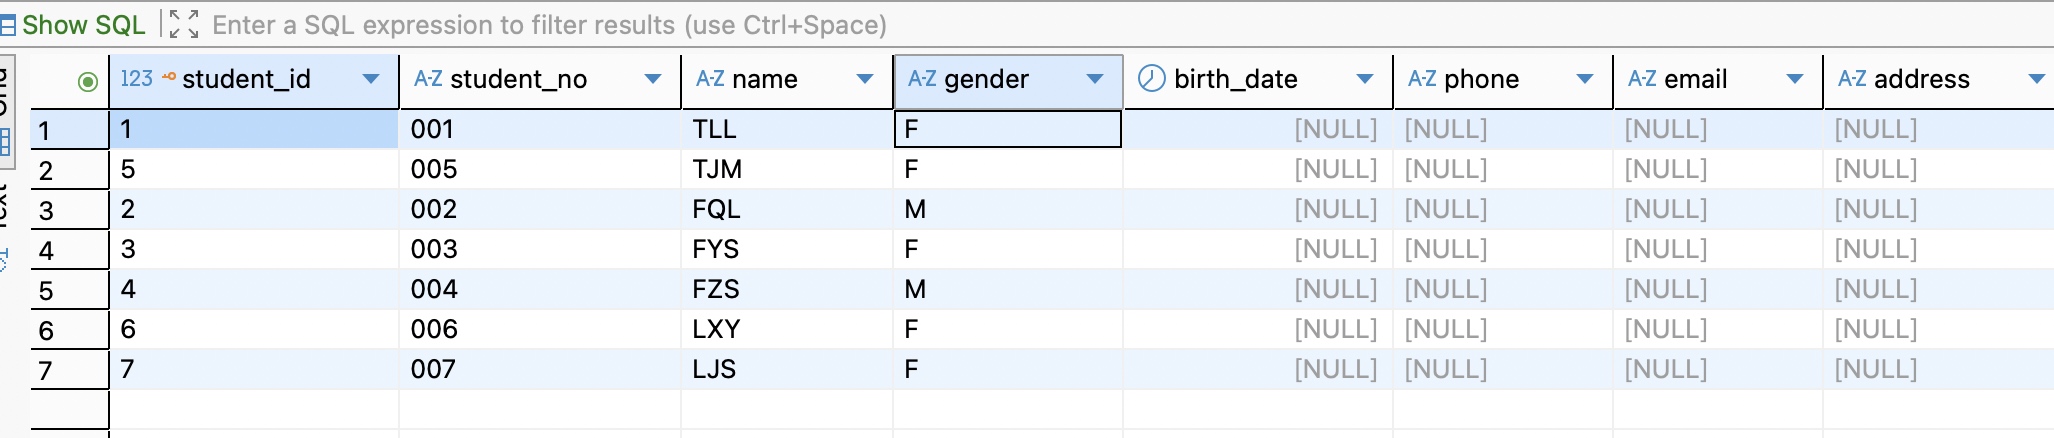 Show SQL Enter a SQL expression to filter results (use Ctrl+Space)
123 student_id A-Z student_no A-Z name A-Z gender birth_date A-Z phone A-Z email A-Z address
1 1 001 TLL F [NULL] [NULL] [NULL] [NULL]
2 5 005 TJM F [NULL] [NULL] [NULL] [NULL]
3 2 002 FQL M [NULL] [NULL] [NULL] [NULL]
4 3 003 FYS F [NULL] [NULL] [NULL] [NULL]
5 4 004 FZS M [NULL] [NULL] [NULL] [NULL]
6 6 006 LXY F [NULL] [NULL] [NULL] [NULL]
7 7 007 LJS F [NULL] [NULL] [NULL] [NULL]